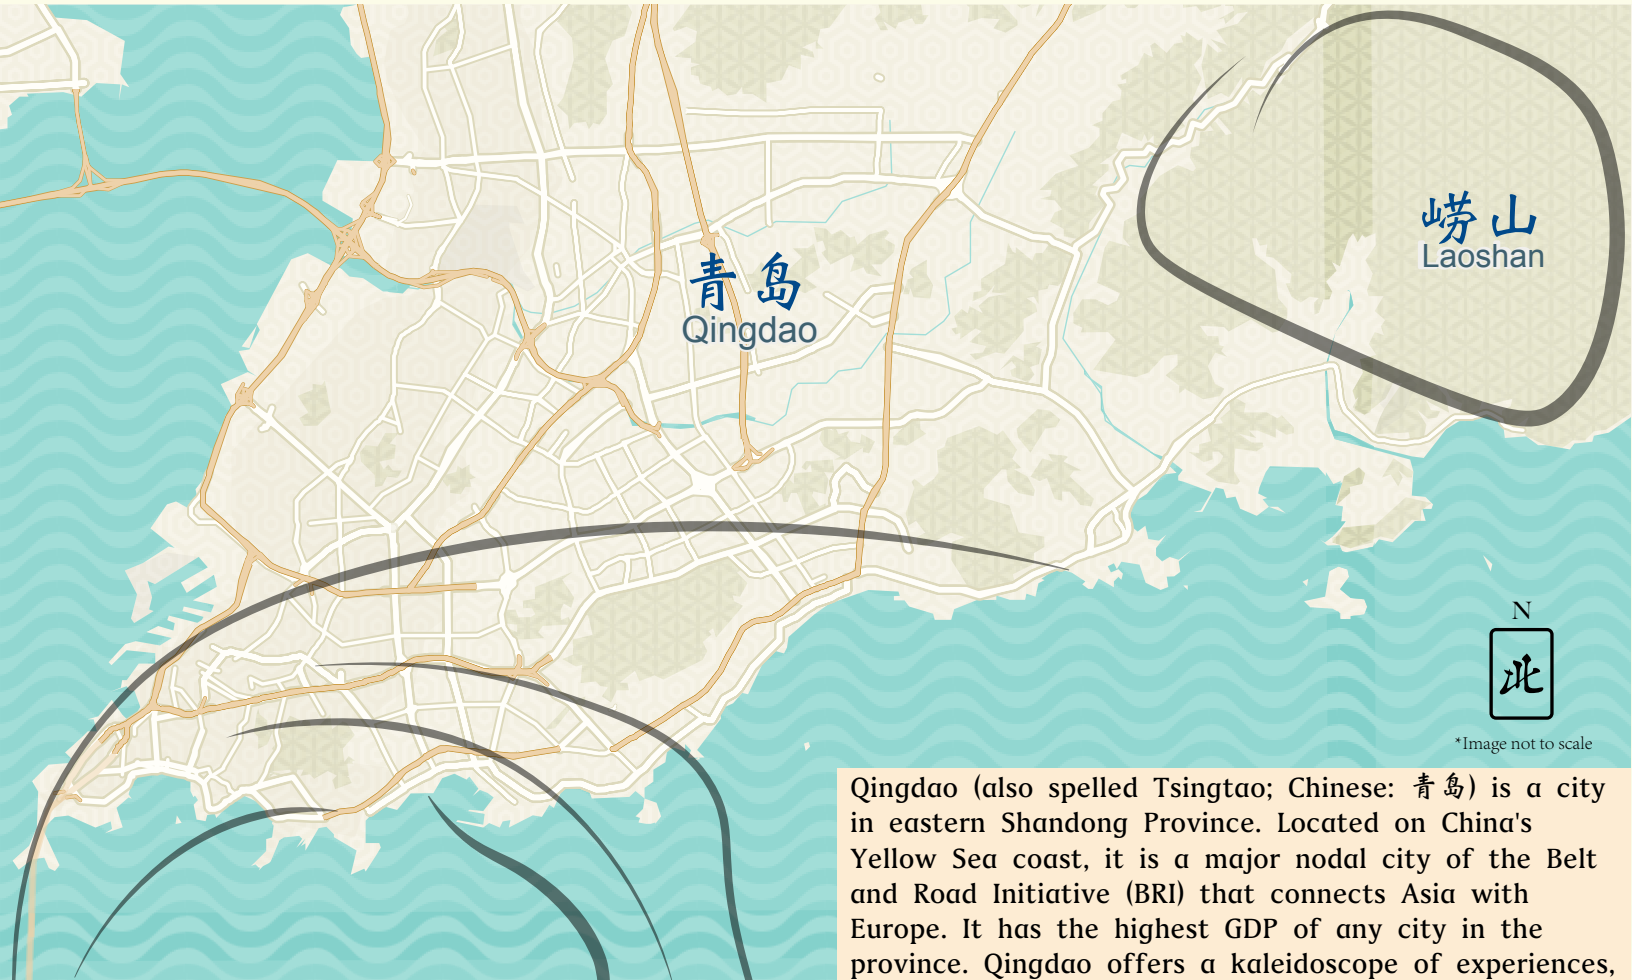 崂山
Laoshan
青岛
Qingdao
N
北
*Image not to scale
Qingdao (also spelled Tsingtao; Chinese: 青岛) is a city
in eastern Shandong Province. Located on China's
Yellow Sea coast, it is a major nodal city of the Belt
and Road Initiative (BRI) that connects Asia with
Europe. It has the highest GDP of any city in the
province. Qingdao offers a kaleidoscope of experiences,